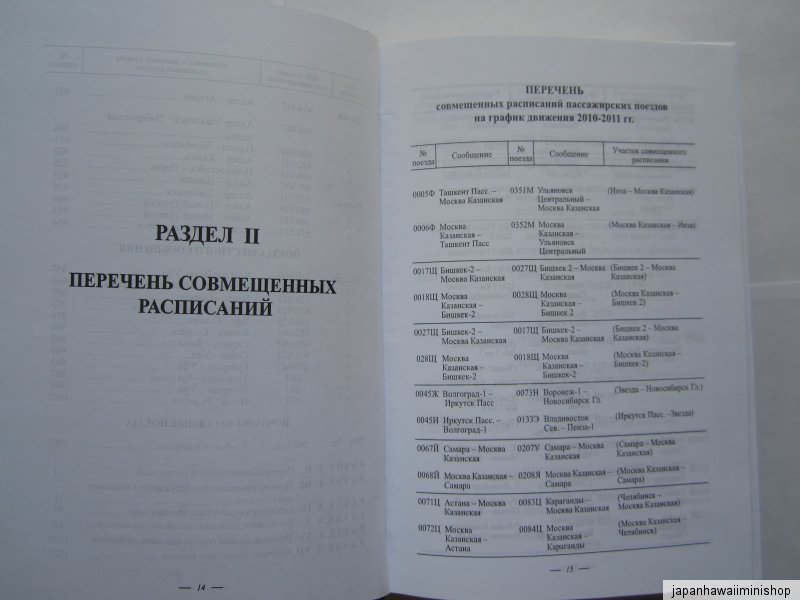 РАЗДЕЛ II
ПЕРЕЧЕНЬ СОВМЕЩЕННЫХ
РАСПИСАНИЙ
— 14 —
ПЕРЕЧЕНЬ
совмещенных расписаний пассажирских поездов
на график движения 2010-2011 гг.
№ поезда Сообщение № поезда Сообщение Участок совмещенного расписания
0005Ф Ташкент Пасс. – 0351М Ульяновск (Инза – Москва Казанская)
Москва Казанская Центральный –
Москва Казанская
0006Ф Москва 0352М Москва (Москва Казанская – Инза)
Казанская – Казанская –
Ташкент Пасс Ульяновск
Центральный
0017Щ Бишкек-2 – 0027Щ Бишкек 2 – Москва (Бишкек 2 – Москва
Москва Казанская Казанская Казанская)
0018Щ Москва 0028Щ Москва (Москва Казанская –
Казанская – Казанская – Бишкек 2)
Бишкек-2 Бишкек 2
0027Щ Бишкек-2 – 0017Щ Бишкек-2 – (Бишкек 2 – Москва
Москва Казанская Москва Казанская Казанская)
028Щ Москва 0018Щ Москва (Москва Казанская –
Казанская – Казанская – Бишкек-2)
Бишкек-2 Бишкек-2
0045Ж Волгоград-1 – 0073Н Воронеж-1 – (Звезда – Новосибирск Гл.)
Иркутск Пасс Новосибирск Гл.
0045И Иркутск Пасс. – 0133Э Владивосток (Иркутск Пасс. –Звезда)
Волгоград-1 Сев. – Пенза-1
0067Й Самара – Москва 0207У Самара – Москва (Самара – Москва
Казанская Казанская Казанская)
0068Й Москва Казанская – 0208Я Москва Казанская – (Москва Казанская –
Самара Самара Самара)
0071Ц Астана – Москва 0083Ц Караганды – (Челябинск –
Казанская Москва Казанская Москва Казанская)
0072Ц Москва 0084Ц Москва (Москва Казанская –
Казанская – Казанская – Челябинск)
Астана Караганды
— 15 —
japanhawaiiminishop